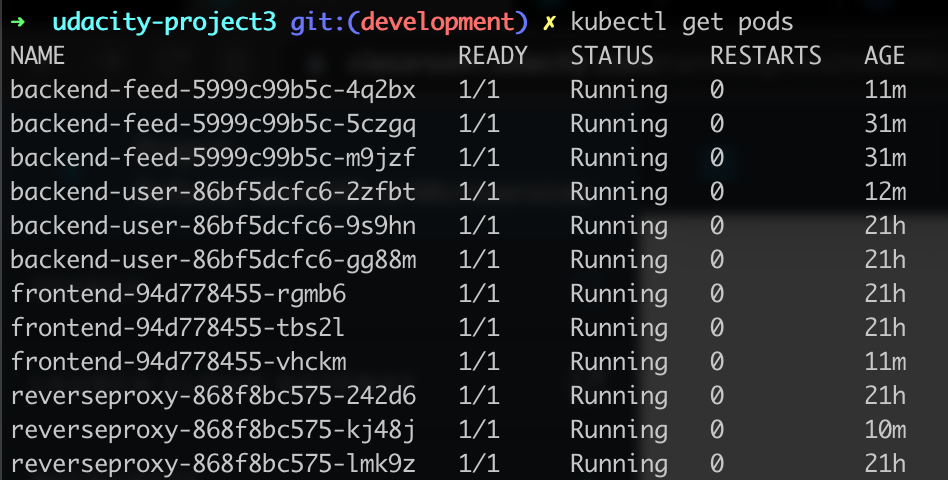 ➜ udacity-project3 git:(development) ✗ kubectl get pods
NAME READY STATUS RESTARTS AGE
backend-feed-5999c99b5c-4q2bx 1/1 Running 0 11m
backend-feed-5999c99b5c-5czgq 1/1 Running 0 31m
backend-feed-5999c99b5c-m9jzf 1/1 Running 0 31m
backend-user-86bf5dcfc6-2zfbt 1/1 Running 0 12m
backend-user-86bf5dcfc6-9s9hn 1/1 Running 0 21h
backend-user-86bf5dcfc6-gg88m 1/1 Running 0 21h
frontend-94d778455-rgmb6 1/1 Running 0 21h
frontend-94d778455-tbs2l 1/1 Running 0 21h
frontend-94d778455-vhckm 1/1 Running 0 11m
reverseproxy-868f8bc575-242d6 1/1 Running 0 21h
reverseproxy-868f8bc575-kj48j 1/1 Running 0 10m
reverseproxy-868f8bc575-lmk9z 1/1 Running 0 21h